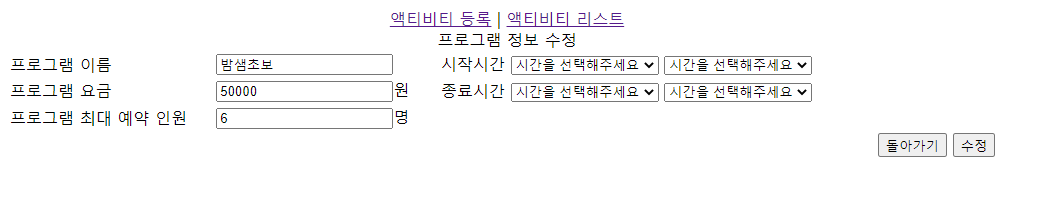 액티비티 등록 | 액티비티 리스트
프로그램 정보 수정
프로그램 이름 밤샘초보 시작시간 시간을 선택해주세요 시간을 선택해주세요
프로그램 요금 50000 원 종료시간 시간을 선택해주세요 시간을 선택해주세요
프로그램 최대 예약 인원 6 명
돌아가기 수정